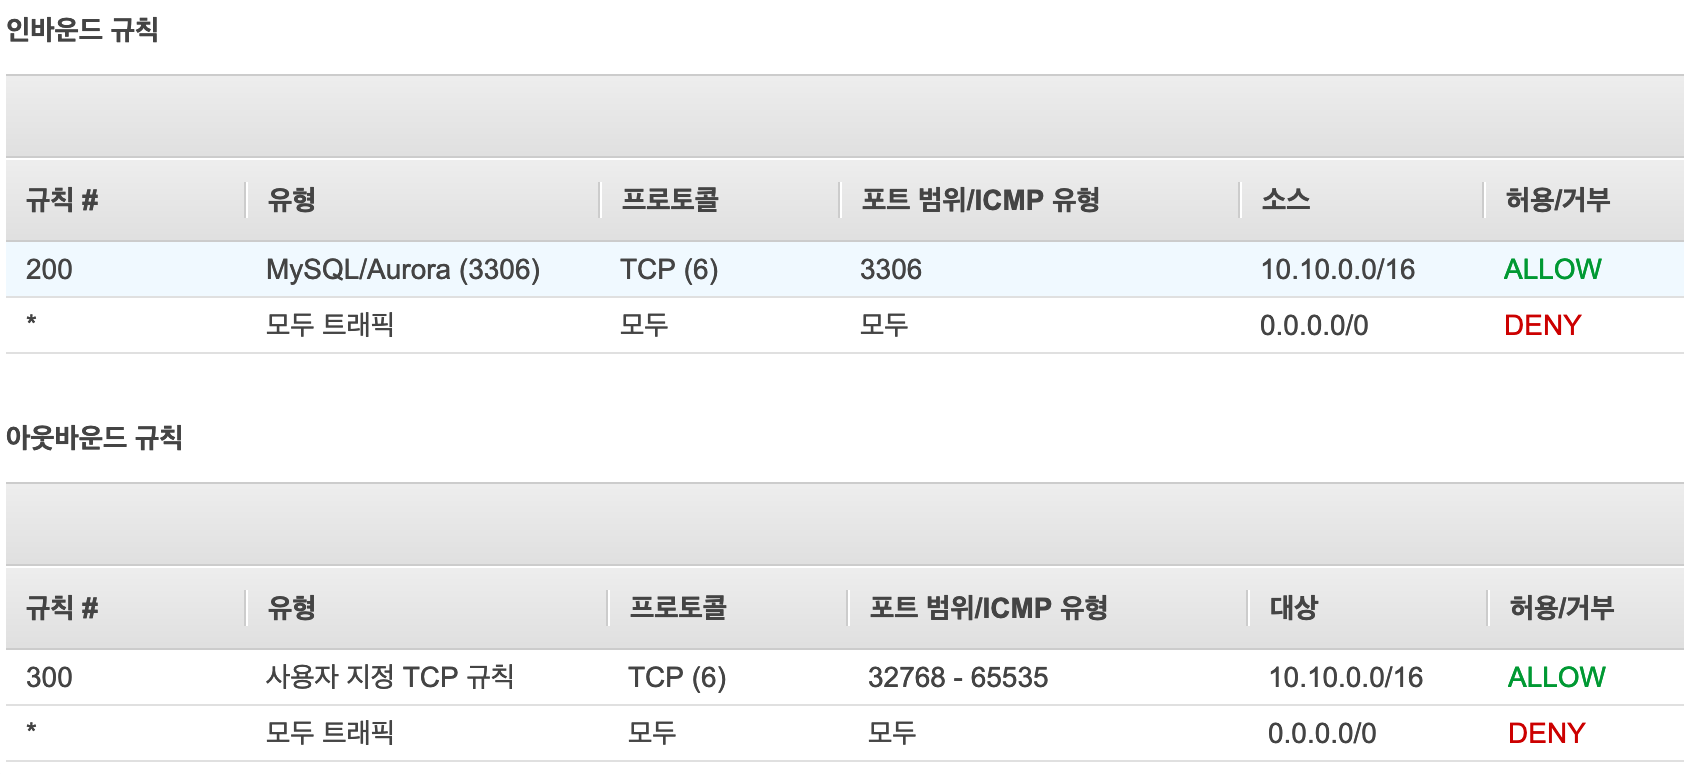 인바운드 규칙
규칙 # 유형 프로토콜 포트 범위/ICMP 유형 소스 허용/거부
200 MySQL/Aurora (3306) TCP (6) 3306 10.10.0.0/16 ALLOW
* 모두 트래픽 모두 모두 0.0.0.0/0 DENY
아웃바운드 규칙
규칙 # 유형 프로토콜 포트 범위/ICMP 유형 대상 허용/거부
300 사용자 지정 TCP 규칙 TCP (6) 32768 - 65535 10.10.0.0/16 ALLOW
* 모두 트래픽 모두 모두 0.0.0.0/0 DENY